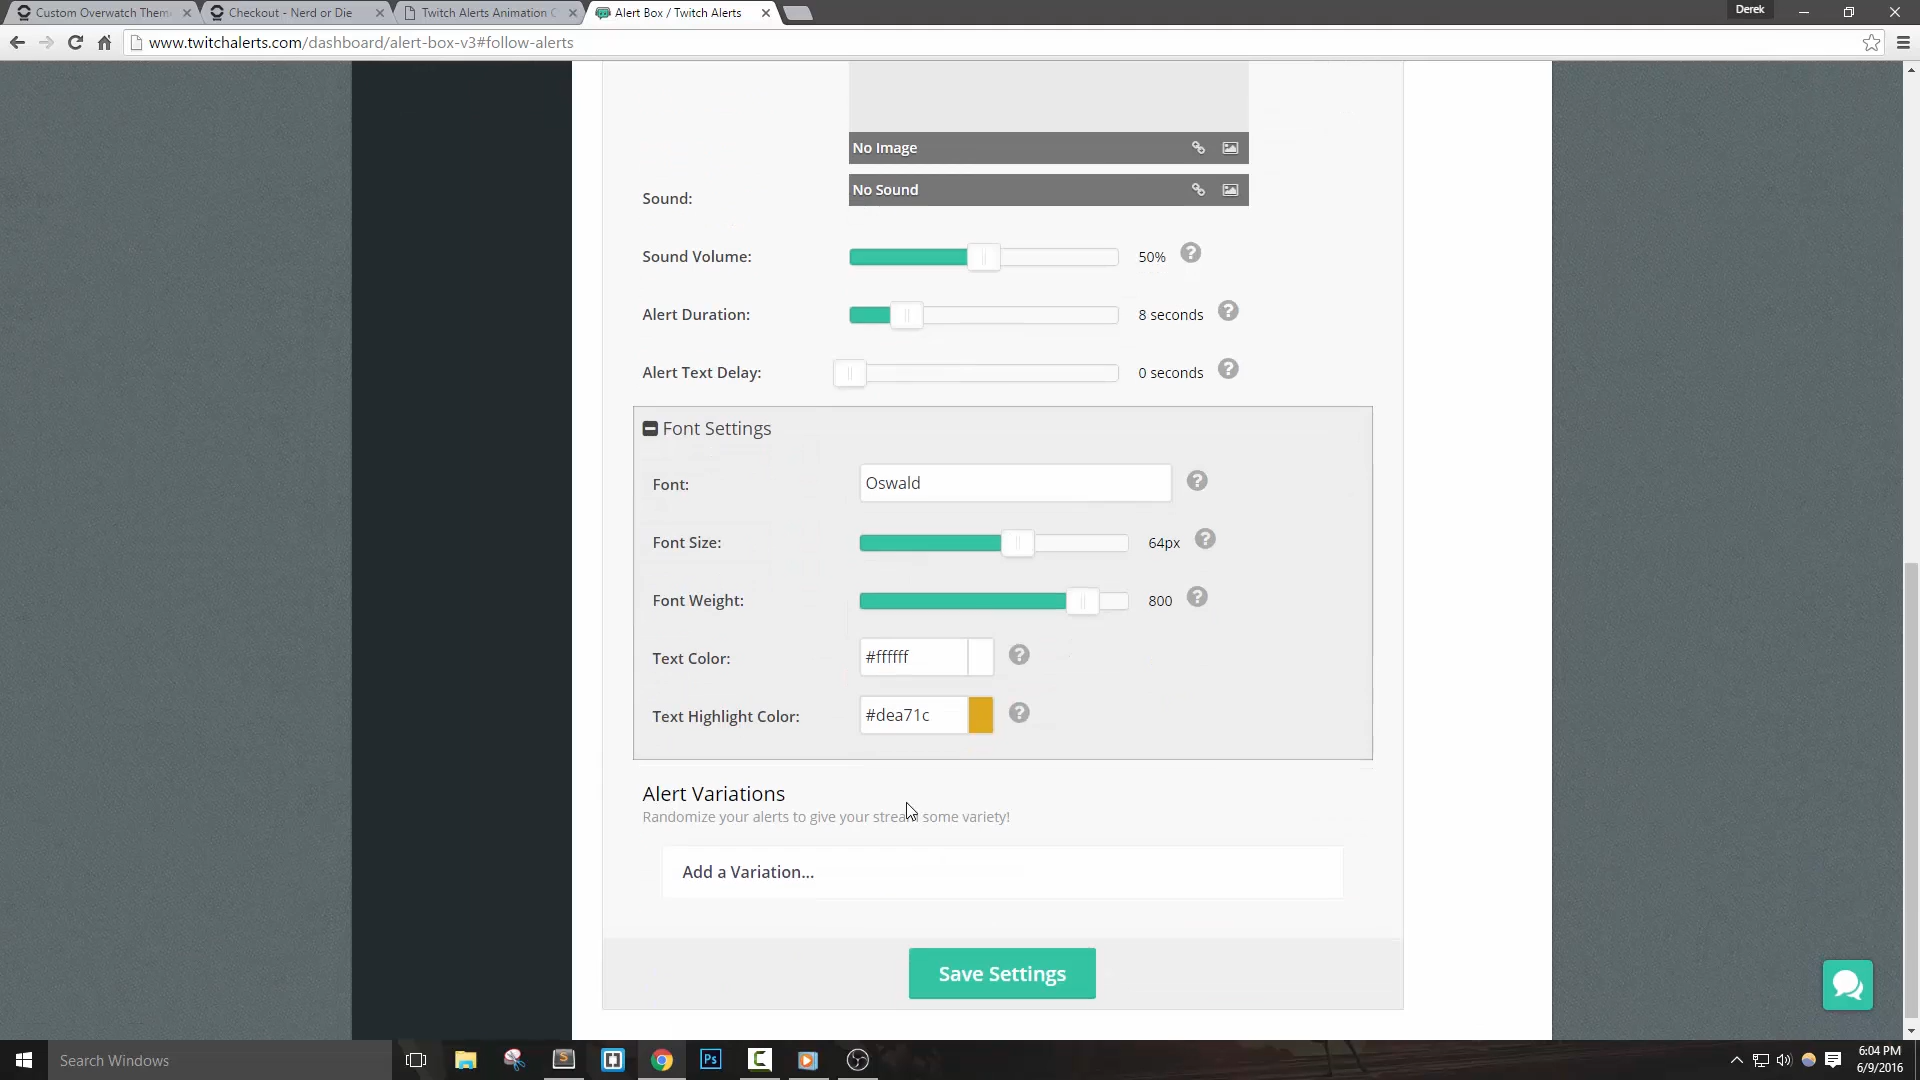 Custom Overwatch Them
Checkout - Nerd or Die
Twitch Alerts Animation C
Alert Box / Twitch Alerts
Derek
www.twitchalerts.com/dashboard/alert-box-v3#follow-alerts
No Image
Sound:
No Sound
Sound Volume:
50%
?
Alert Duration:
8 seconds
?
Alert Text Delay:
0 seconds
?
Font Settings
Font:
Oswald
?
Font Size:
64px
?
Font Weight:
800
?
Text Color:
#ffffff
?
Text Highlight Color:
#dea71c
?
Alert Variations
Randomize your alerts to give your stream some variety!
Add a Variation...
Save Settings
Search Windows
S
Ps
C
6:04 PM
6/9/2016